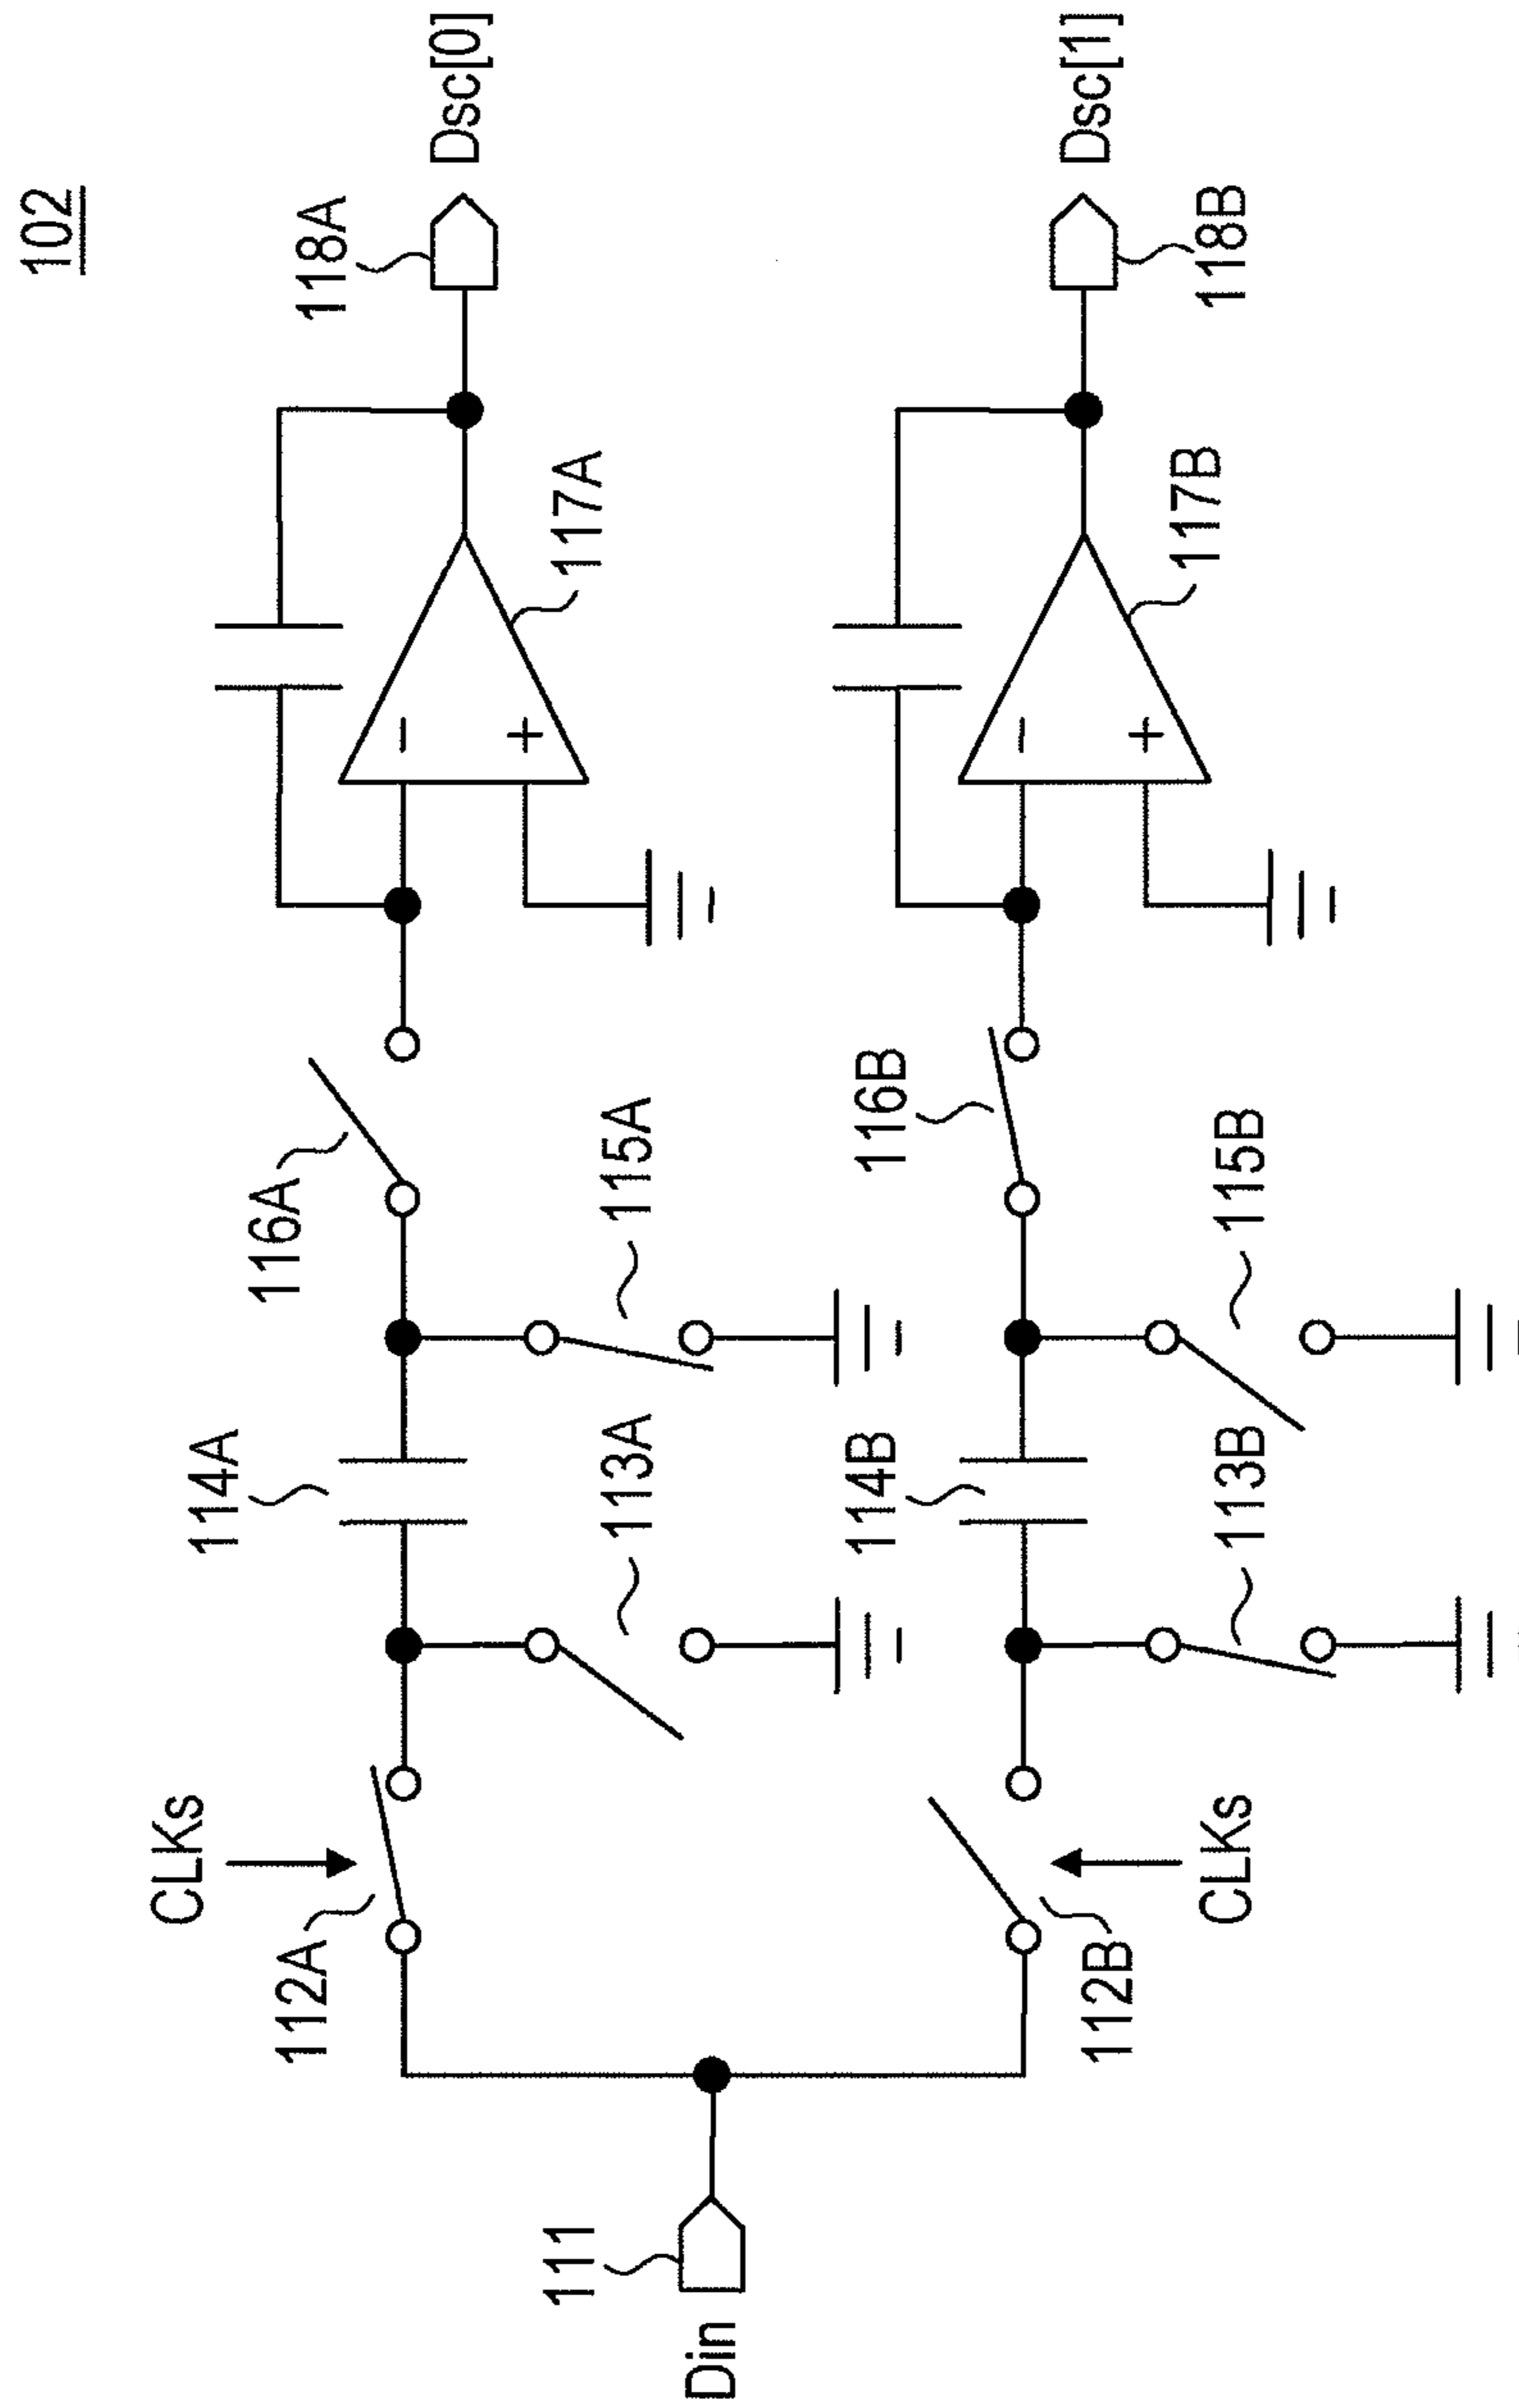 102
CLKs
112A
114A
116A
118A
Dsc[0]
113A
115A
117A
111
Din
114B
116B
112B
CLKs
113B
115B
117B
118B
Dsc[1]
−
+
−
+